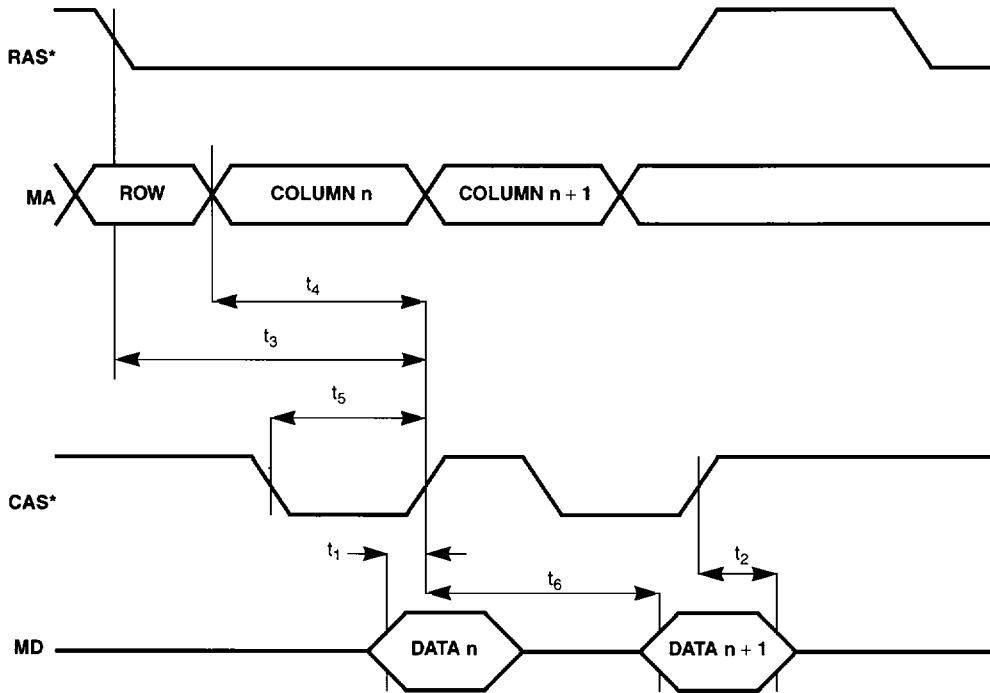 RAS*
MA
ROW
COLUMN n
COLUMN n + 1
t4
t3
t5
CAS*
t1
t2
t6
MD
DATA n
DATA n + 1